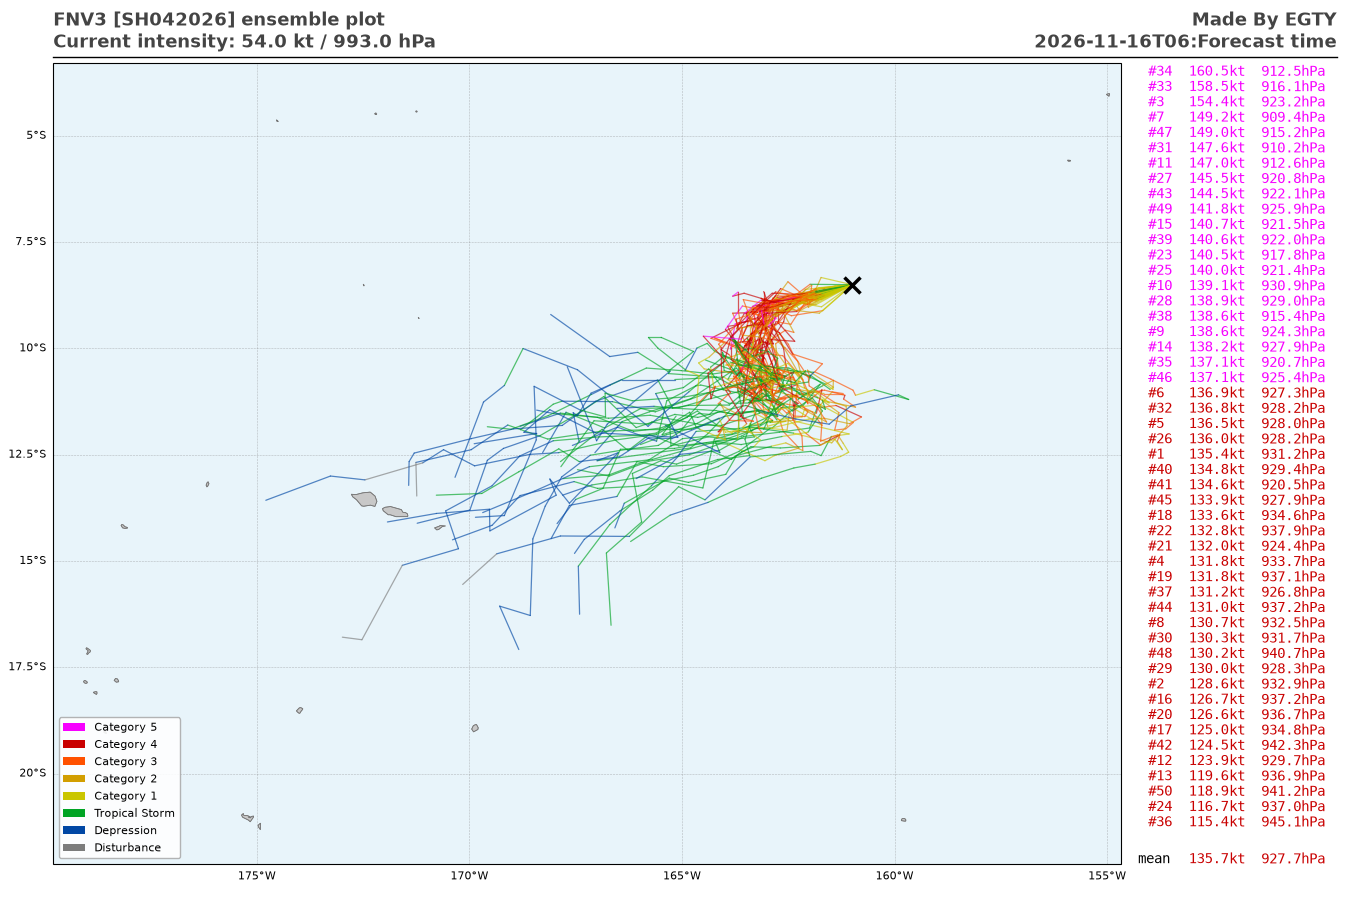 FNV3 [SH042026] ensemble plot
Made By EGTY
Current intensity: 54.0 kt / 993.0 hPa
2026-11-16T06:Forecast time
#34 160.5kt 912.5hPa
#33 158.5kt 916.1hPa
#3 154.4kt 923.2hPa
#7 149.2kt 909.4hPa
#47 149.0kt 915.2hPa
#31 147.6kt 910.2hPa
#11 147.0kt 912.6hPa
#27 145.5kt 920.8hPa
#43 144.5kt 922.1hPa
#49 141.8kt 925.9hPa
#15 140.7kt 921.5hPa
#39 140.6kt 922.0hPa
#23 140.5kt 917.8hPa
#25 140.0kt 921.4hPa
#10 139.1kt 930.9hPa
#28 138.9kt 929.0hPa
#38 138.6kt 915.4hPa
#9 138.6kt 924.3hPa
#14 138.2kt 927.9hPa
#35 137.1kt 920.7hPa
#46 137.1kt 925.4hPa
#6 136.9kt 927.3hPa
#32 136.8kt 928.2hPa
#5 136.5kt 928.0hPa
#26 136.0kt 928.2hPa
#1 135.4kt 931.2hPa
#40 134.8kt 929.4hPa
#41 134.6kt 920.5hPa
#45 133.9kt 927.9hPa
#18 133.6kt 934.6hPa
#22 132.8kt 937.9hPa
#21 132.0kt 924.4hPa
#4 131.8kt 933.7hPa
#19 131.8kt 937.1hPa
#37 131.2kt 926.8hPa
#44 131.0kt 937.2hPa
#8 130.7kt 932.5hPa
#30 130.3kt 931.7hPa
#48 130.2kt 940.7hPa
#29 130.0kt 928.3hPa
#2 128.6kt 932.9hPa
#16 126.7kt 937.2hPa
#20 126.6kt 936.7hPa
#17 125.0kt 934.8hPa
#42 124.5kt 942.3hPa
#12 123.9kt 929.7hPa
#13 119.6kt 936.9hPa
#50 118.9kt 941.2hPa
#24 116.7kt 937.0hPa
#36 115.4kt 945.1hPa
mean 135.7kt 927.7hPa
5°S
7.5°S
10°S
12.5°S
15°S
17.5°S
20°S
Category 5
Category 4
Category 3
Category 2
Category 1
Tropical Storm
Depression
Disturbance
175°W 170°W 165°W 160°W 155°W